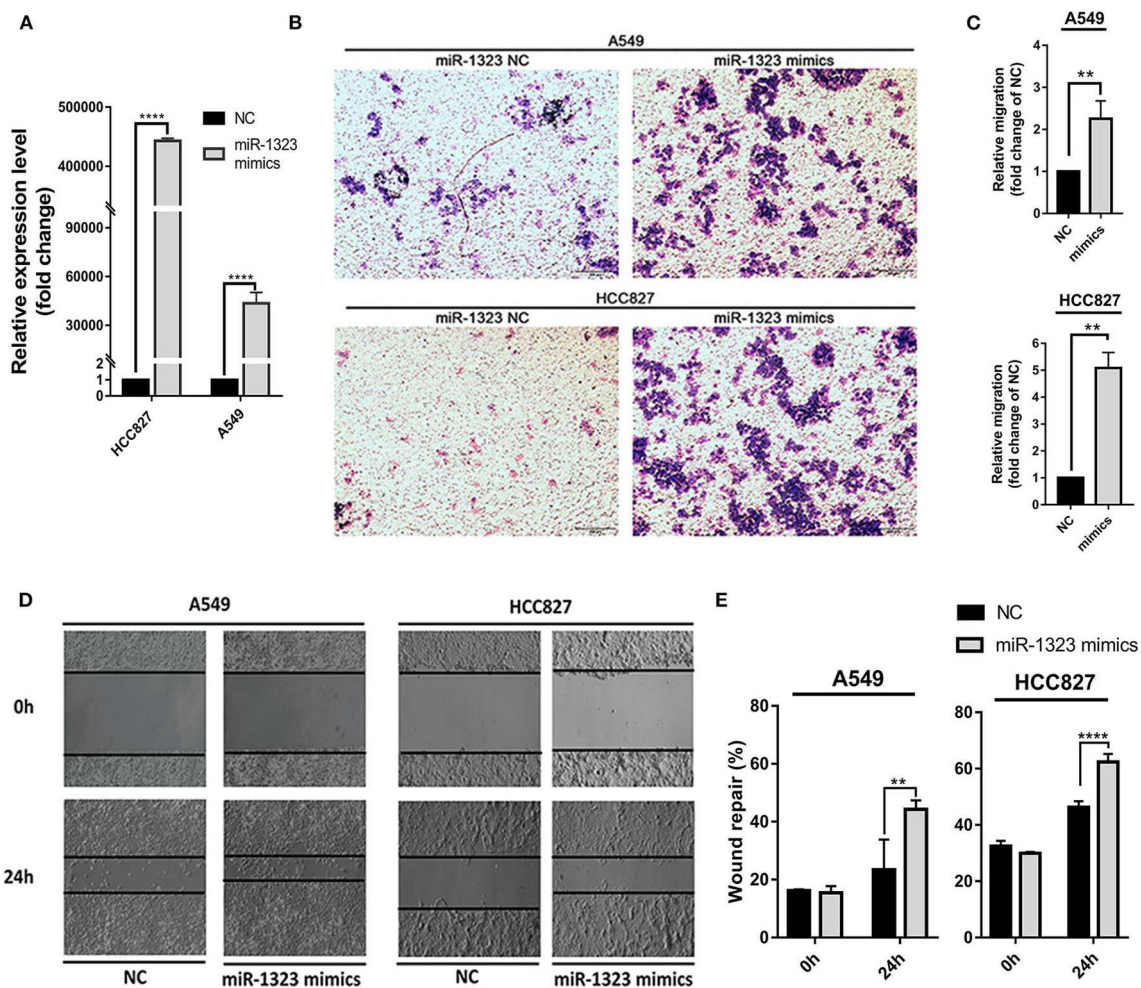 A
Relative expression level
(fold change)
500000
400000
60000
30000
2
1
0
****
****
NC
miR-1323
mimics
HCC827
A549
B
A549
miR-1323 NC
miR-1323 mimics
HCC827
miR-1323 NC
miR-1323 mimics
C
A549
Relative migration
(fold change of NC)
4
3
2
1
0
**
NC
mimics
HCC827
Relative migration
(fold change of NC)
6
5
4
3
2
1
0
**
NC
mimics
D
A549
HCC827
0h
24h
NC
miR-1323 mimics
NC
miR-1323 mimics
E
NC
miR-1323 mimics
A549
Wound repair (%)
80
60
40
20
0
**
0h
24h
HCC827
80
60
40
20
0
****
0h
24h